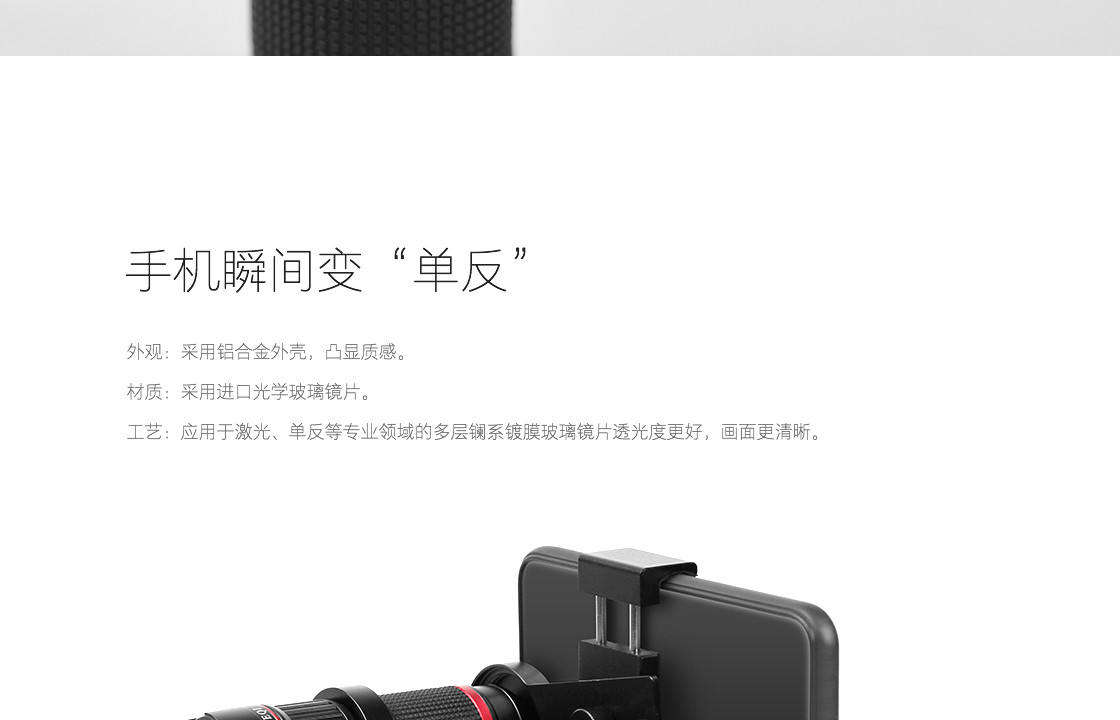 手机瞬间变“单反”
外观：采用铝合金外壳，凸显质感。
材质：采用进口光学玻璃镜片。
工艺：应用于激光、单反等专业领域的多层镧系镀膜玻璃镜片透光度更好，画面更清晰。